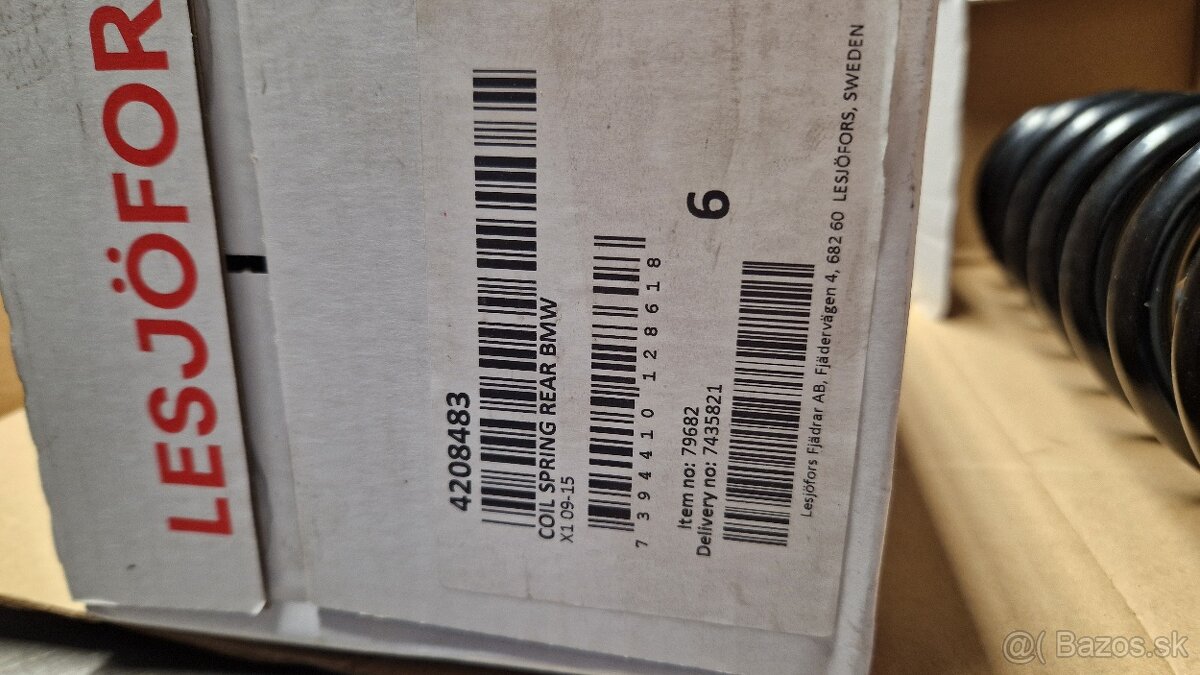 LESJÖFOR
4208483
COIL SPRING REAR BMW
X1 09-15
7 394410 128618
Item no: 79682
Delivery no: 7435821
6
Lesjöfors Fjädrar AB, Fjädervägen 4, 682 60 LESJÖFORS, SWEDEN
@( Bazos.sk